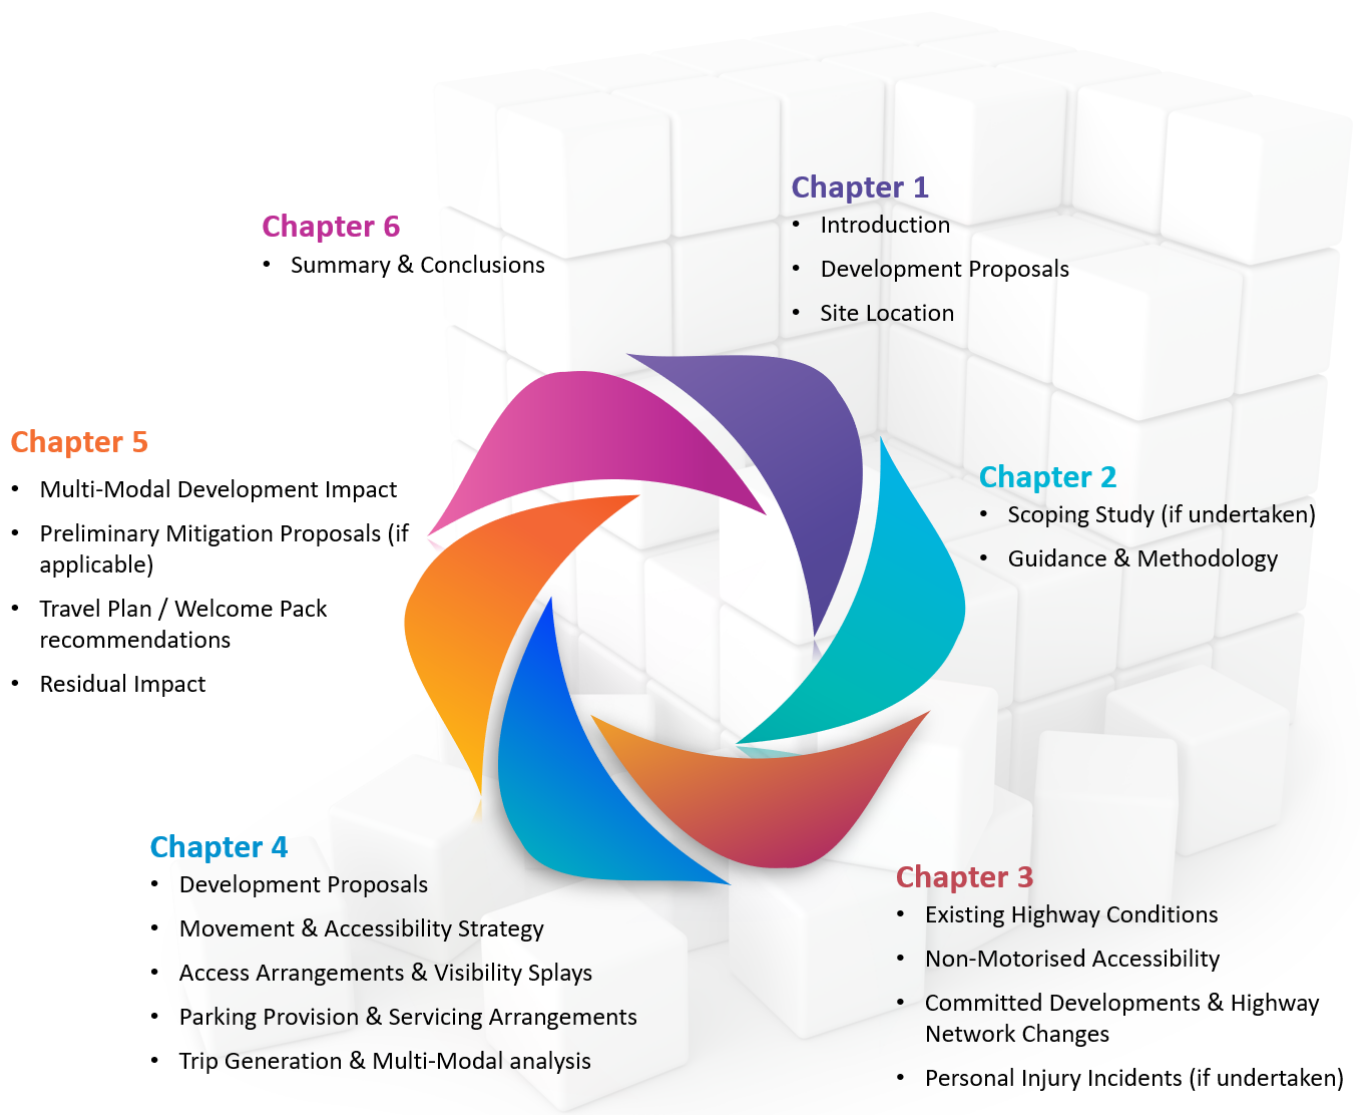 Chapter 1
• Introduction
• Development Proposals
• Site Location
Chapter 2
• Scoping Study (if undertaken)
• Guidance & Methodology
Chapter 3
• Existing Highway Conditions
• Non-Motorised Accessibility
• Committed Developments & Highway
Network Changes
• Personal Injury Incidents (if undertaken)
Chapter 4
• Development Proposals
• Movement & Accessibility Strategy
• Access Arrangements & Visibility Splays
• Parking Provision & Servicing Arrangements
• Trip Generation & Multi-Modal analysis
Chapter 5
• Multi-Modal Development Impact
• Preliminary Mitigation Proposals (if
applicable)
• Travel Plan / Welcome Pack
recommendations
• Residual Impact
Chapter 6
• Summary & Conclusions